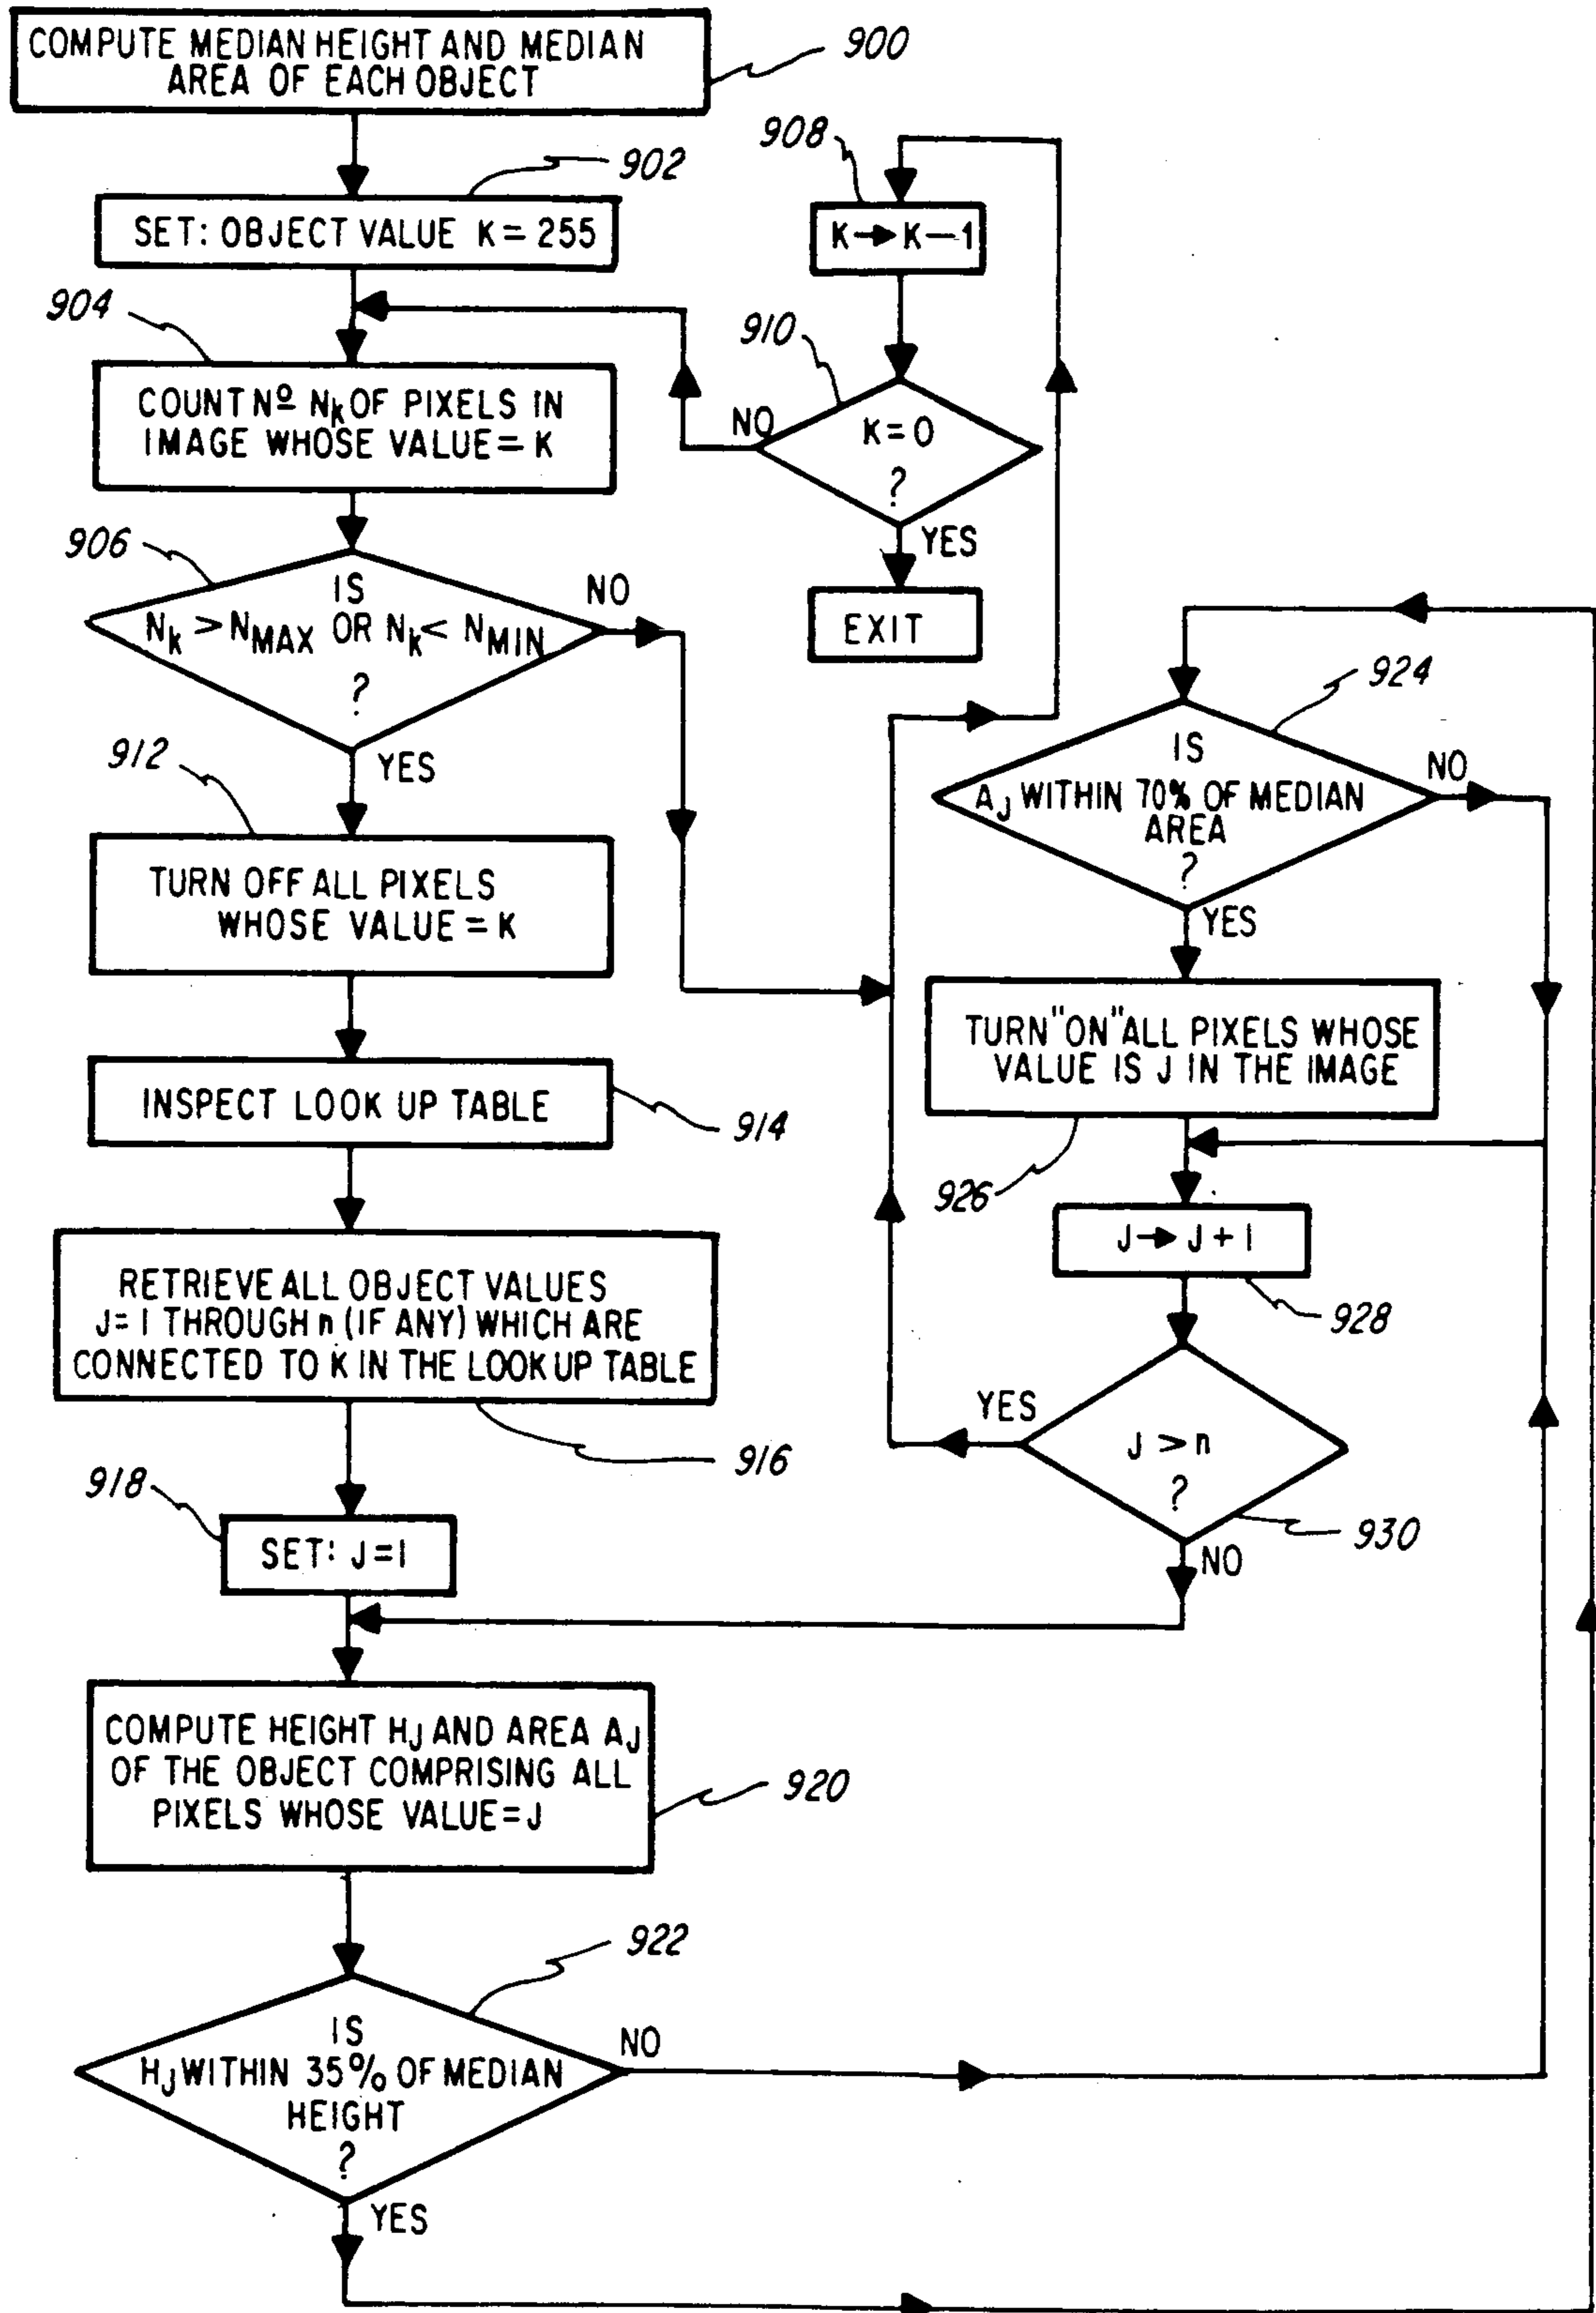 COMPUTE MEDIAN HEIGHT AND MEDIAN
AREA OF EACH OBJECT
900
902
SET: OBJECT VALUE K = 255
904
COUNT Nº Nk OF PIXELS IN
IMAGE WHOSE VALUE = K
906
IS
Nk > NMAX OR Nk < NMIN
?
NO
YES
908
K→K−1
910
K=0
?
NO
YES
EXIT
912
TURN OFF ALL PIXELS
WHOSE VALUE = K
INSPECT LOOK UP TABLE
914
RETRIEVE ALL OBJECT VALUES
J=1 THROUGH n (IF ANY) WHICH ARE
CONNECTED TO K IN THE LOOK UP TABLE
916
918
SET: J=1
COMPUTE HEIGHT HJ AND AREA AJ
OF THE OBJECT COMPRISING ALL
PIXELS WHOSE VALUE=J
920
922
IS
HJ WITHIN 35% OF MEDIAN
HEIGHT
?
NO
YES
924
IS
AJ WITHIN 70% OF MEDIAN
AREA
?
NO
YES
TURN "ON" ALL PIXELS WHOSE
VALUE IS J IN THE IMAGE
926
J→J+1
928
J > n
?
YES
930
NO